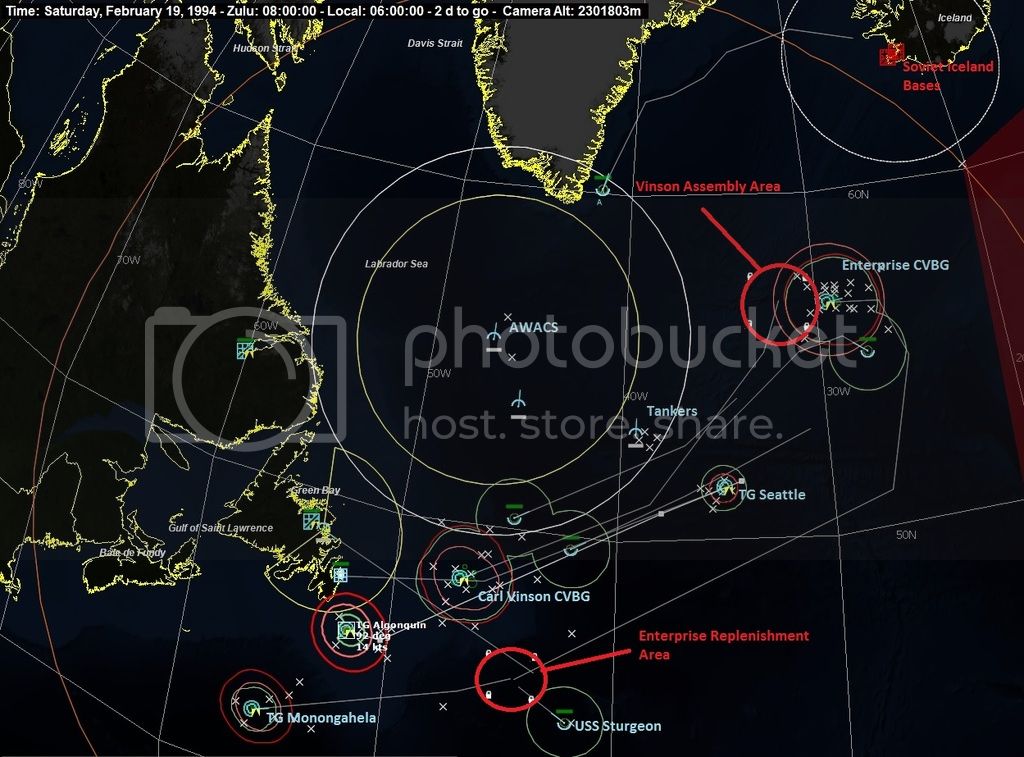 Time: Saturday, February 19, 1994 - Zulu: 08:00:00 - Local: 06:00:00 - 2 d to go - Camera Alt: 2301803m
Hudson Strait
Davis Strait
Iceland
Soviet Iceland
Bases
80W
Vinson Assembly Area
A
60N
70W
Labrador Sea
Enterprise CVBG
60W
AWACS
photobucket
50W
40W
30W
20
Tankers
host. store. share.
Green Bay
TG Seattle
Gulf of Saint Lawrence
50N
Baie de Fundy
Carl Vinson CVBG
TG Algonquin
92 deg
14 kts
Enterprise Replenishment
Area
TG Monongahela
USS Sturgeon